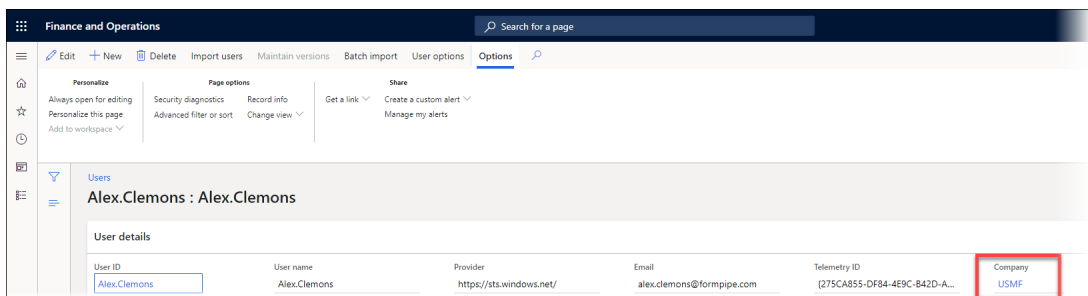 Finance and Operations Search for a page
Edit New Delete Import users Maintain versions Batch import User options Options
Personalize Page options Share
Always open for editing Security diagnostics Record info Get a link Create a custom alert
Personalize this page Advanced filter or sort Change view Manage my alerts
Add to workspace
Users
Alex.Clemons : Alex.Clemons
User details
User ID User name Provider Email Telemetry ID Company
Alex.Clemons Alex.Clemons https://sts.windows.net/ alex.clemons@formpipe.com {275CA855-DF84-4E9C-B42D-A... USMF